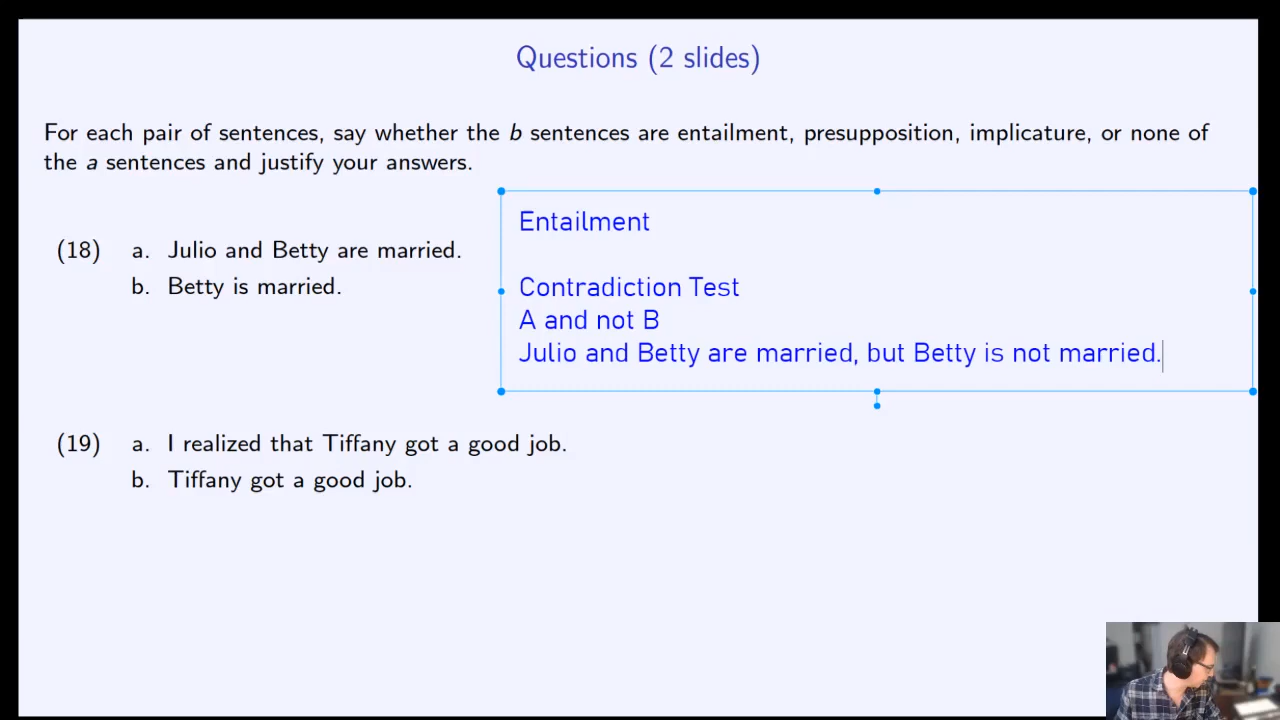 Questions (2 slides)
For each pair of sentences, say whether the b sentences are entailment, presupposition, implicature, or none of
the a sentences and justify your answers.
(18) a. Julio and Betty are married.
b. Betty is married.
Entailment
Contradiction Test
A and not B
Julio and Betty are married, but Betty is not married.
(19) a. I realized that Tiffany got a good job.
b. Tiffany got a good job.